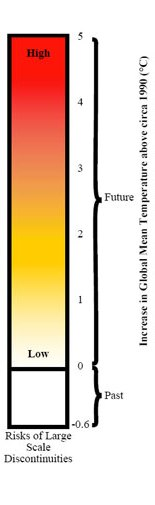 High
5
4
3
2
1
0
-0.6
Low
Future
Past
Increase in Global Mean Temperature above circa 1990 (°C)
Risks of Large
Scale
Discontinuities